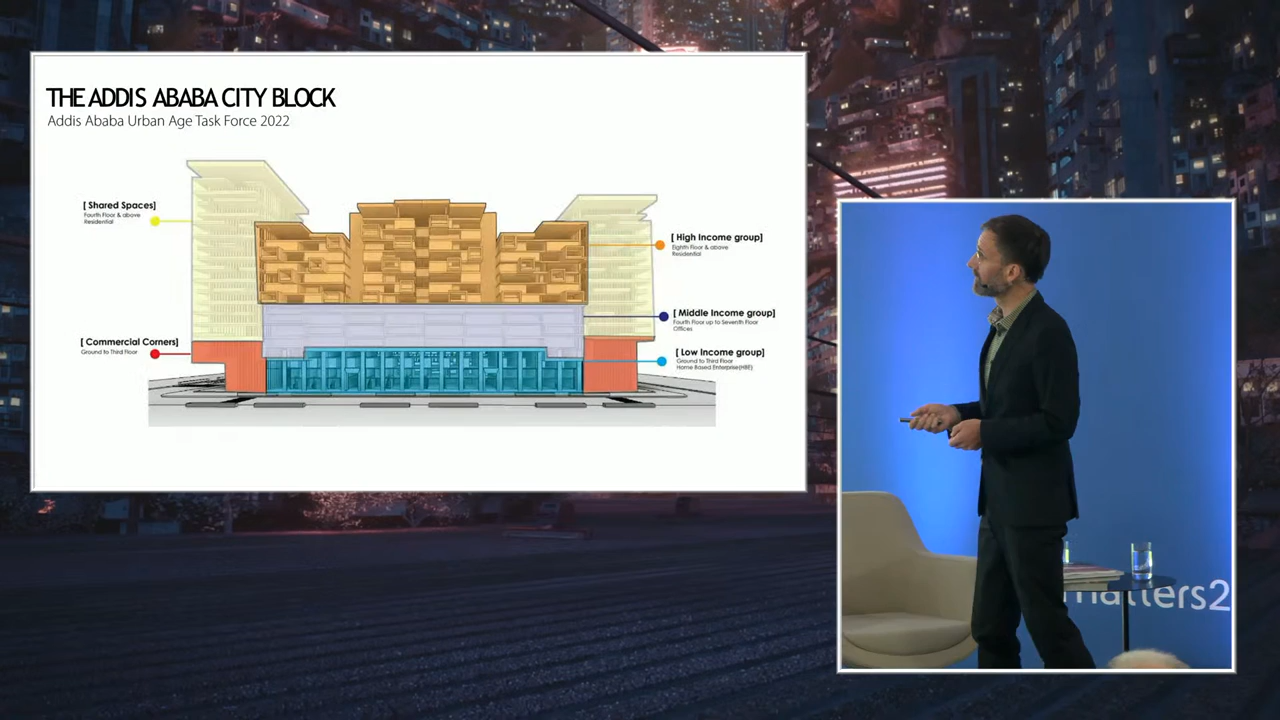 THE ADDIS ABABA CITY BLOCK
Addis Ababa Urban Age Task Force 2022
[ Shared Spaces]
Fourth Floor & above
Residential
[ High Income group]
Eighth Floor & above
Residential
[ Middle Income group]
Fourth Floor up to Seventh Floor
Offices
[ Commercial Corners]
Ground to Third Floor
[ Low Income group]
Ground to Third Floor
Home Based Enterprise(HBE)
matters2